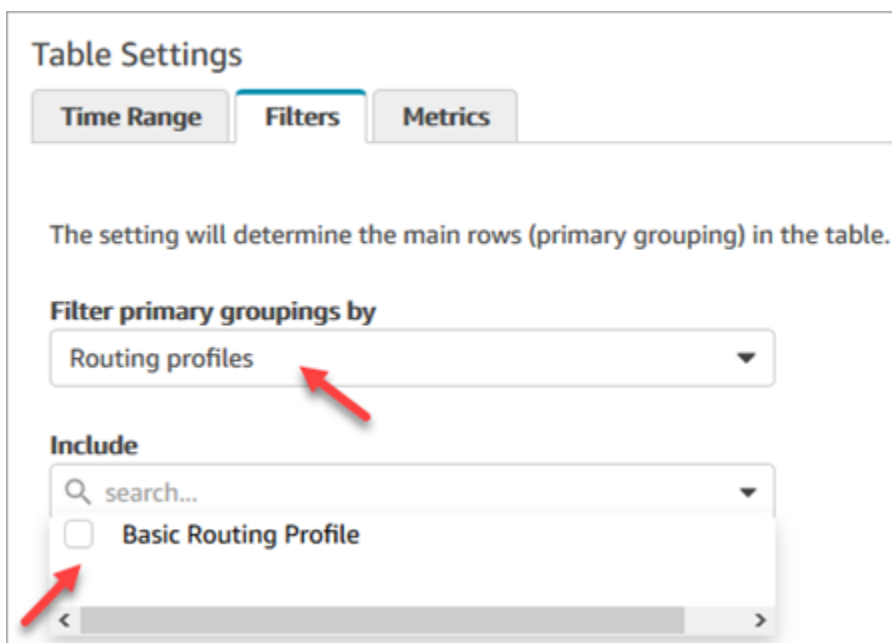 Table Settings
Time Range Filters Metrics
The setting will determine the main rows (primary grouping) in the table.
Filter primary groupings by
Routing profiles
Include
search...
Basic Routing Profile